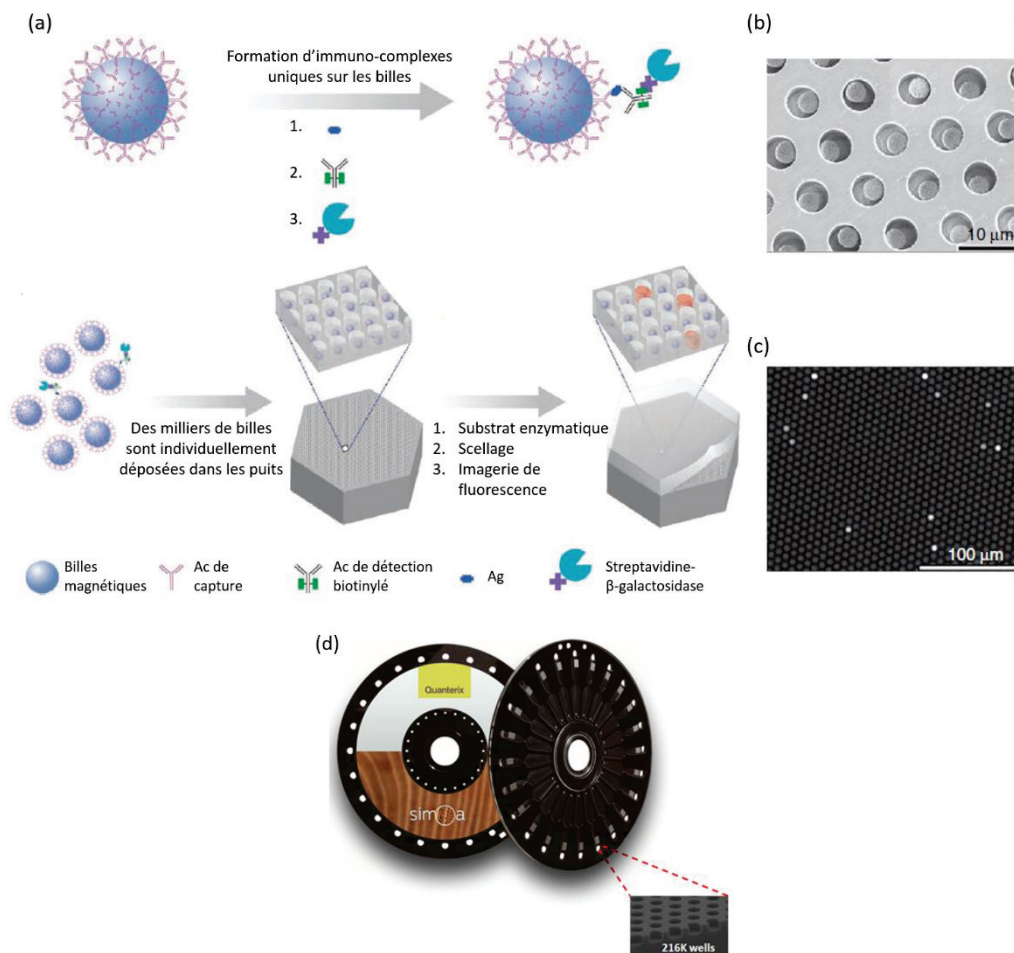 (a)
Formation d'immuno-complexes
uniques sur les billes
1.
2.
3.
(b)
10 μm
Des milliers de billes
sont individuellement
déposées dans les puits
1. Substrat enzymatique
2. Scellage
3. Imagerie de
fluorescence
(c)
100 μm
Billes
magnétiques
Ac de
capture
Ac de détection
biotinylé
Ag
Streptavidine-
β-galactosidase
(d)
Quanterix
simoa
216K wells